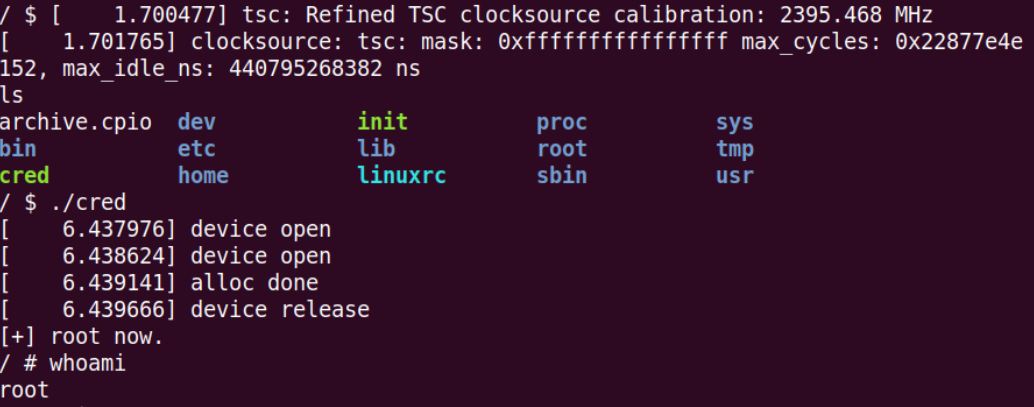 / $ [    1.700477] tsc: Refined TSC clocksource calibration: 2395.468 MHz
[    1.701765] clocksource: tsc: mask: 0xffffffffffffffff max_cycles: 0x22877e4e
152, max_idle_ns: 440795268382 ns
ls
archive.cpio  dev           init          proc          sys
bin           etc           lib           root          tmp
cred          home          linuxrc       sbin          usr
/ $ ./cred
[    6.437976] device open
[    6.438624] device open
[    6.439141] alloc done
[    6.439666] device release
[+] root now.
/ # whoami
root